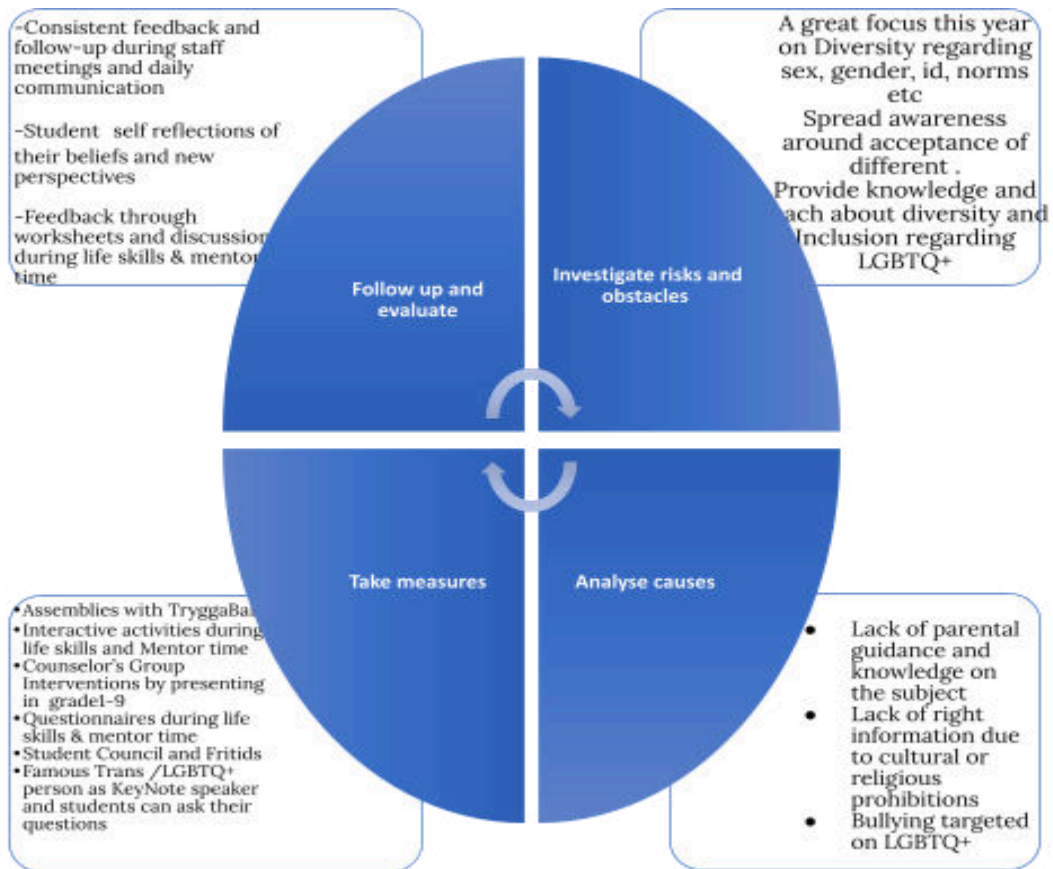 -Consistent feedback and
follow-up during staff
meetings and daily
communication
-Student self reflections of
their beliefs and new
perspectives
-Feedback through
worksheets and discussion
during life skills & mentor
time
A great focus this year
on Diversity regarding
sex, gender, id, norms
etc
Spread awareness
around acceptance of
different .
Provide knowledge and
ach about diversity and
Inclusion regarding
LGBTQ+
Follow up and
evaluate
Investigate risks and
obstacles
Take measures
Analyse causes
•Assemblies with TryggaBa
•Interactive activities during
life skills and Mentor time
•Counselor's Group
Interventions by presenting
in grade1-9
•Questionnaires during life
skills & mentor time
•Student Council and Fritids
•Famous Trans /LGBTQ+
person as KeyNote speaker
and students can ask their
questions
● Lack of parental
guidance and
knowledge on
the subject
● Lack of right
information due
to cultural or
religious
prohibitions
● Bullying targeted
on LGBTQ+